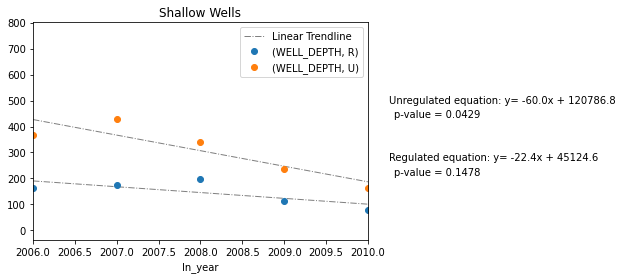 Shallow Wells
800
700
600
500
400
300
200
100
0
2006.0 2006.5 2007.0 2007.5 2008.0 2008.5 2009.0 2009.5 2010.0
In_year
Linear Trendline
(WELL_DEPTH, R)
(WELL_DEPTH, U)
Unregulated equation: y= -60.0x + 120786.8
p-value = 0.0429
Regulated equation: y= -22.4x + 45124.6
p-value = 0.1478